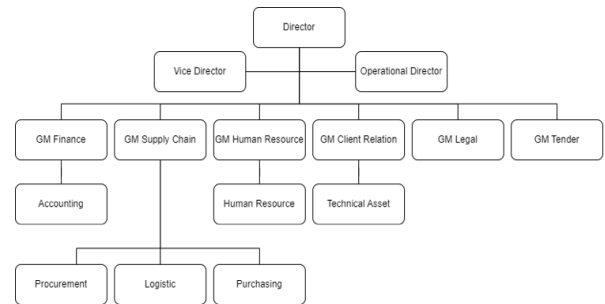 Director
Vice Director
Operational Director
GM Finance
GM Supply Chain
GM Human Resource
GM Client Relation
GM Legal
GM Tender
Accounting
Human Resource
Technical Asset
Procurement
Logistic
Purchasing